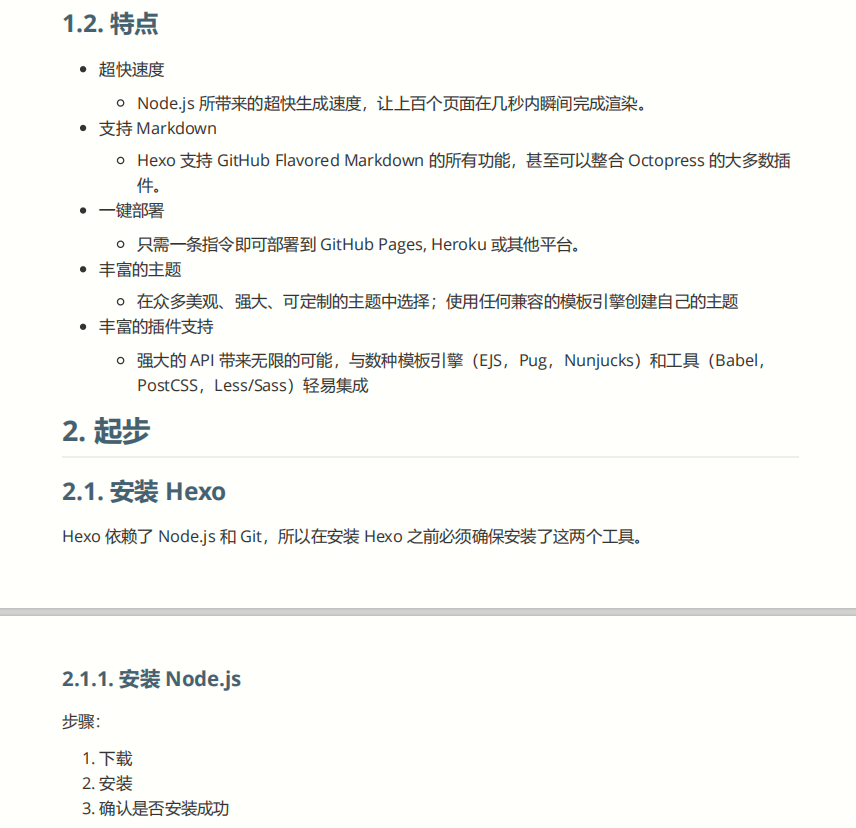 1.2. 特点
超快速度
Node.js 所带来的超快生成速度，让上百个页面在几秒内瞬间完成渲染。
支持 Markdown
Hexo 支持 GitHub Flavored Markdown 的所有功能，甚至可以整合 Octopress 的大多数插
件。
一键部署
只需一条指令即可部署到 GitHub Pages, Heroku 或其他平台。
丰富的主题
在众多美观、强大、可定制的主题中选择；使用任何兼容的模板引擎创建自己的主题
丰富的插件支持
强大的 API 带来无限的可能，与数种模板引擎（EJS，Pug，Nunjucks）和工具（Babel，
PostCSS，Less/Sass）轻易集成
2. 起步
2.1. 安装 Hexo
Hexo 依赖了 Node.js 和 Git，所以在安装 Hexo 之前必须确保安装了这两个工具。
2.1.1. 安装 Node.js
步骤：
1. 下载
2. 安装
3. 确认是否安装成功